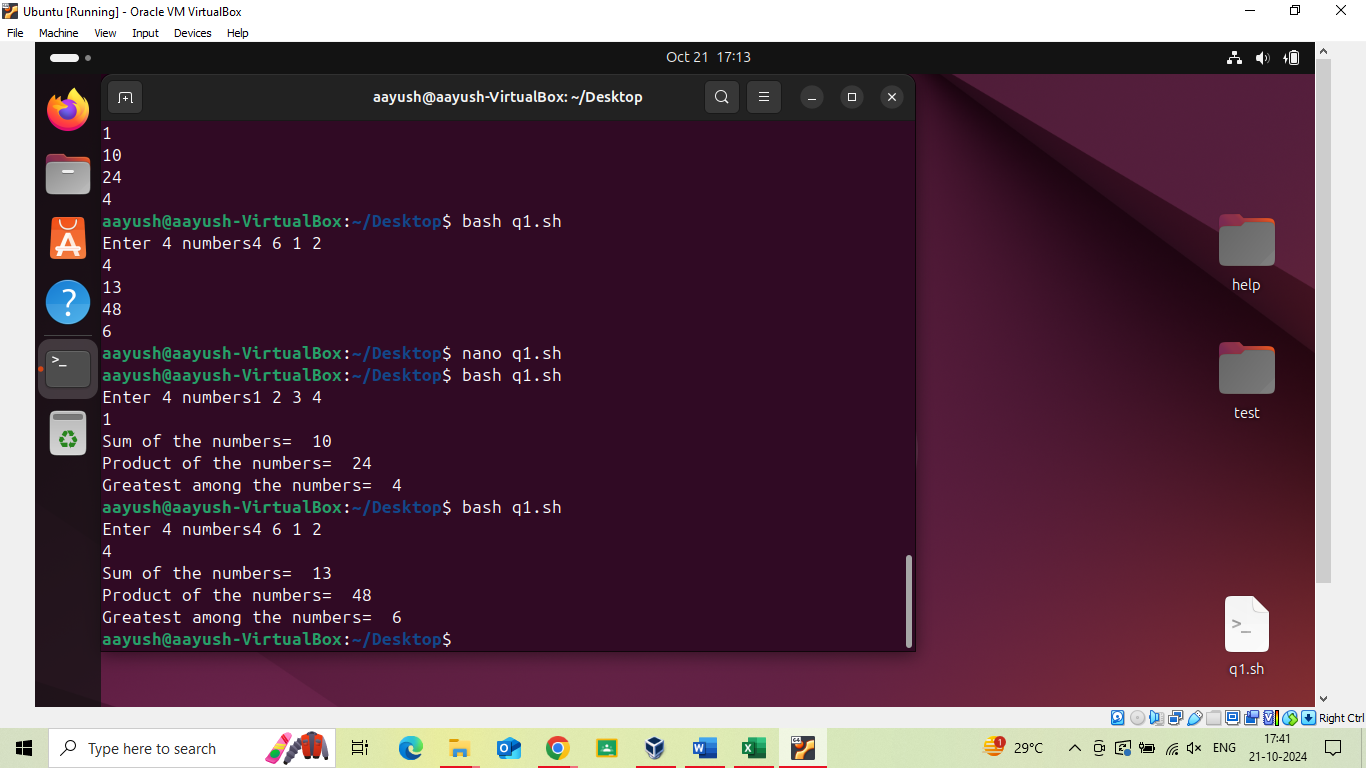 Ubuntu [Running] - Oracle VM VirtualBox
File Machine View Input Devices Help
Oct 21 17:13
aayush@aayush-VirtualBox: ~/Desktop
1
10
24
4
aayush@aayush-VirtualBox:~/Desktop$ bash q1.sh
Enter 4 numbers4 6 1 2
4
13
48
6
aayush@aayush-VirtualBox:~/Desktop$ nano q1.sh
aayush@aayush-VirtualBox:~/Desktop$ bash q1.sh
Enter 4 numbers1 2 3 4
1
Sum of the numbers=  10
Product of the numbers=  24
Greatest among the numbers=  4
aayush@aayush-VirtualBox:~/Desktop$ bash q1.sh
Enter 4 numbers4 6 1 2
4
Sum of the numbers=  13
Product of the numbers=  48
Greatest among the numbers=  6
aayush@aayush-VirtualBox:~/Desktop$
help
test
q1.sh
Right Ctrl
Type here to search
1
29°C
ENG
17:41
21-10-2024